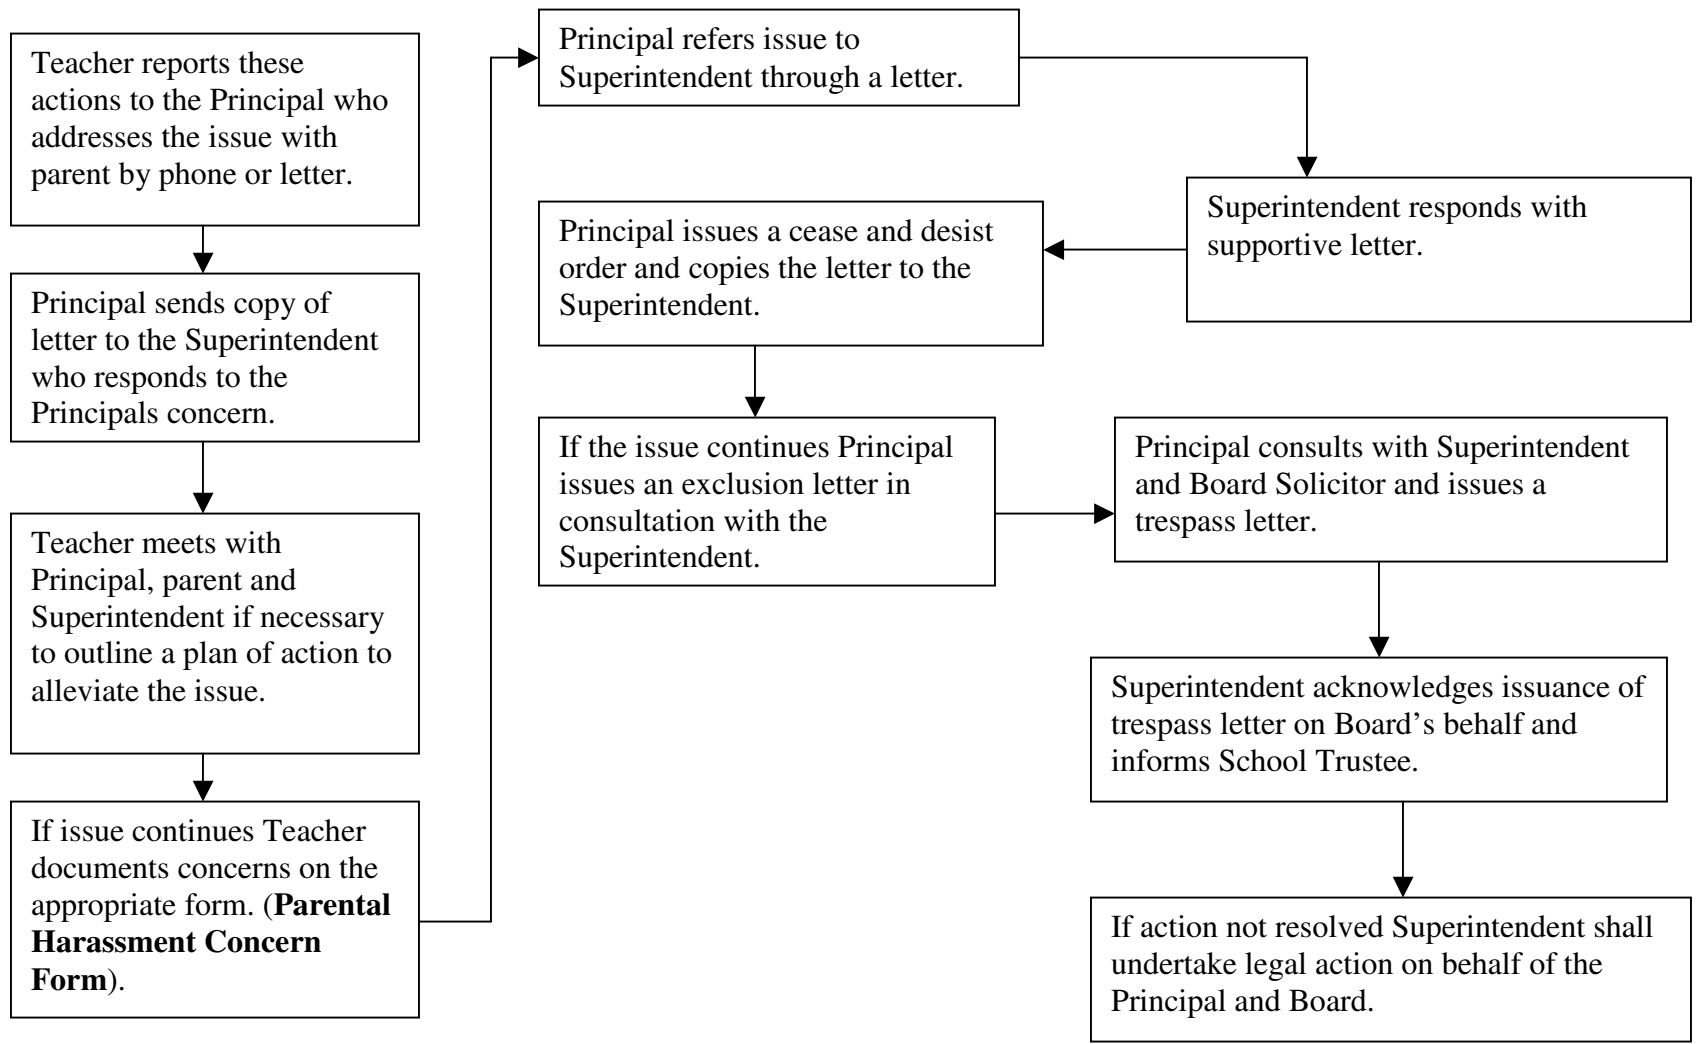 Teacher reports these
actions to the Principal who
addresses the issue with
parent by phone or letter.
Principal sends copy of
letter to the Superintendent
who responds to the
Principals concern.
Teacher meets with
Principal, parent and
Superintendent if necessary
to outline a plan of action to
alleviate the issue.
If issue continues Teacher
documents concerns on the
appropriate form. (Parental
Harassment Concern
Form).
Principal refers issue to
Superintendent through a letter.
Superintendent responds with
supportive letter.
Principal issues a cease and desist
order and copies the letter to the
Superintendent.
If the issue continues Principal
issues an exclusion letter in
consultation with the
Superintendent.
Principal consults with Superintendent
and Board Solicitor and issues a
trespass letter.
Superintendent acknowledges issuance of
trespass letter on Board’s behalf and
informs School Trustee.
If action not resolved Superintendent shall
undertake legal action on behalf of the
Principal and Board.